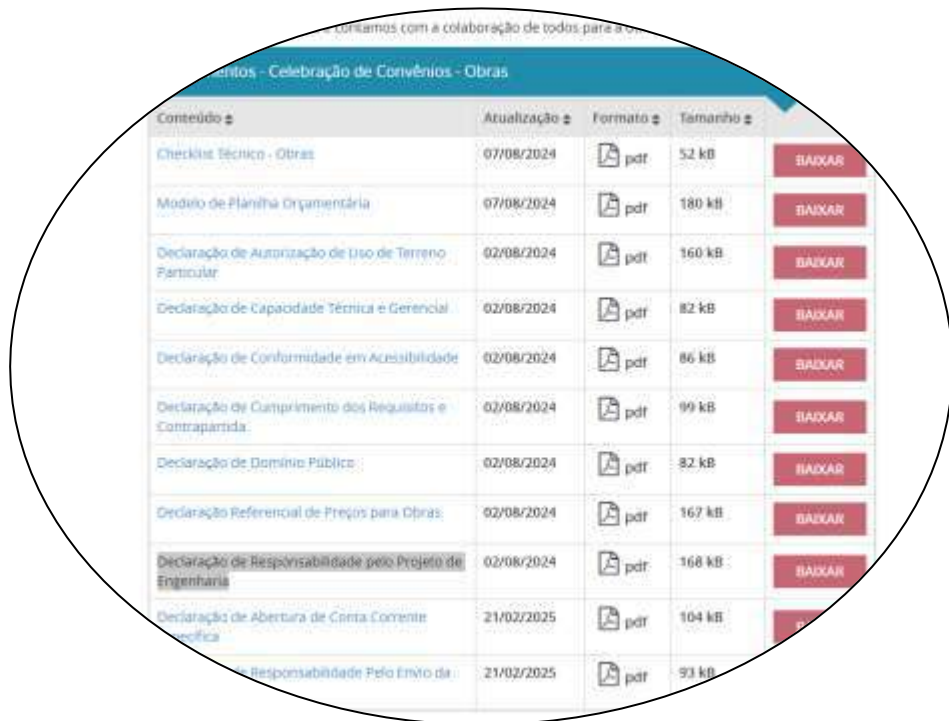 contamos com a colaboração de todos para a
- Celebração de Convênios - Obras
Conteúdo Atualização Formato Tamanho
Checklist Técnico - Obras 07/08/2024 pdf 52 kB BAIXAR
Modelo de Planilha Orçamentária 07/08/2024 pdf 180 kB BAIXAR
Declaração de Autorização de Uso de Terreno 02/08/2024 pdf 160 kB BAIXAR
Particular
Declaração de Capacidade Técnica e Gerencial 02/08/2024 pdf 82 kB BAIXAR
Declaração de Conformidade em Acessibilidade 02/08/2024 pdf 86 kB BAIXAR
Declaração de Cumprimento dos Requisitos e 02/08/2024 pdf 99 kB BAIXAR
Contrapartida
Declaração de Domínio Público 02/08/2024 pdf 82 kB BAIXAR
Declaração Referencial de Preços para Obras 02/08/2024 pdf 167 kB BAIXAR
Declaração de Responsabilidade pelo Projeto de 02/08/2024 pdf 168 kB BAIXAR
Engenharia
Declaração de Abertura de Conta Corrente 21/02/2025 pdf 104 kB
de Responsabilidade Pelo Envio da 21/02/2025 pdf 93 kB